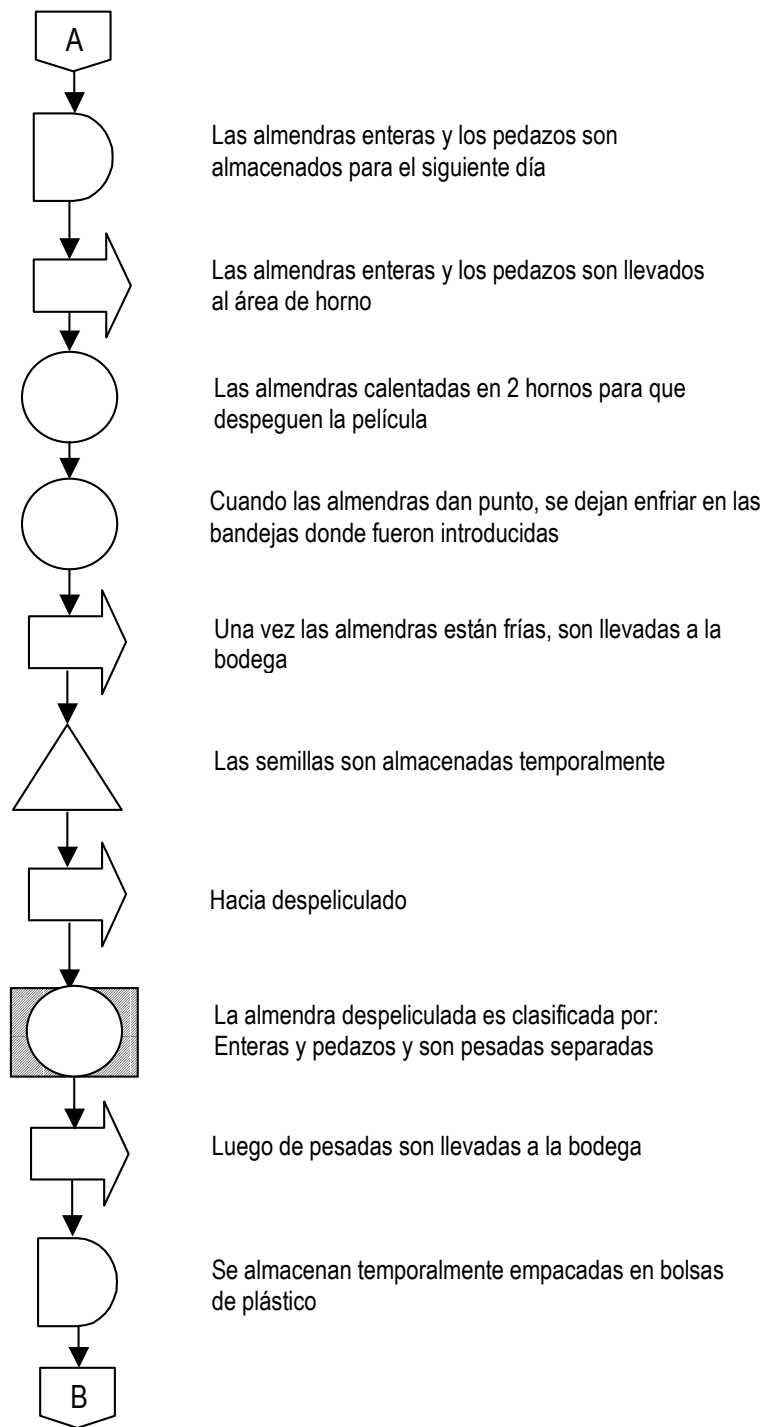 A
Las almendras enteras y los pedazos son
almacenados para el siguiente día
Las almendras enteras y los pedazos son llevados
al área de horno
Las almendras calentadas en 2 hornos para que
despeguen la película
Cuando las almendras dan punto, se dejan enfriar en las
bandejas donde fueron introducidas
Una vez las almendras están frías, son llevadas a la
bodega
Las semillas son almacenadas temporalmente
Hacia despeliculado
La almendra despeliculada es clasificada por:
Enteras y pedazos y son pesadas separadas
Luego de pesadas son llevadas a la bodega
Se almacenan temporalmente empacadas en bolsas
de plástico
B